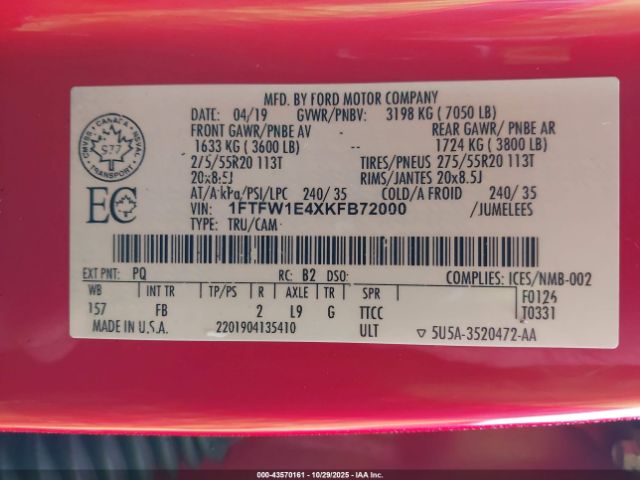 MFD. BY FORD MOTOR COMPANY
DATE: 04/19 GVWR/PNBV: 3198 KG ( 7050 LB)
FRONT GAWR/PNBE AV REAR GAWR/ PNBE AR
1633 KG ( 3600 LB) -- 1724 KG ( 3800 LB)
275/55R20 113T TIRES/PNEUS 275/55R20 113T
20x8.5J RIMS/JANTES 20x8.5J
AT/A kPa/PSI/LPC 240/ 35 COLD/A FROID 240/ 35
VIN: 1FTFW1E4XKFB72000 /JUMELEES
TYPE: TRU/CAM
CANADA
TRANSPORT
EC
EXT PNT: PQ RC: B2 DSO: COMPLIES: ICES/NMB-002
WB INT TR TP/PS R AXLE TR SPR F0126
157 FB 2 L9 G TTCC T0331
MADE IN U.S.A. 2201904135410 ULT ▽ 5U5A-3520472-AA
000-43570161 - 10/29/2025 - IAA Inc.